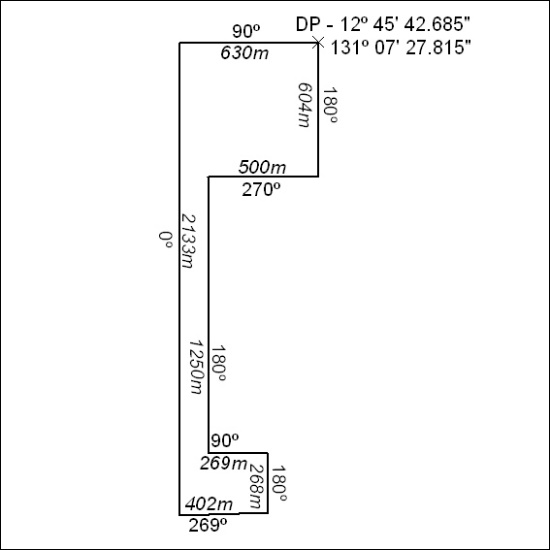 DP - 12º 45' 42.685"
131º 07' 27.815"
90º
630m
604m
180º
500m
270º
2133m
0º
1250m
180º
90º
269m
268m
180º
402m
269º